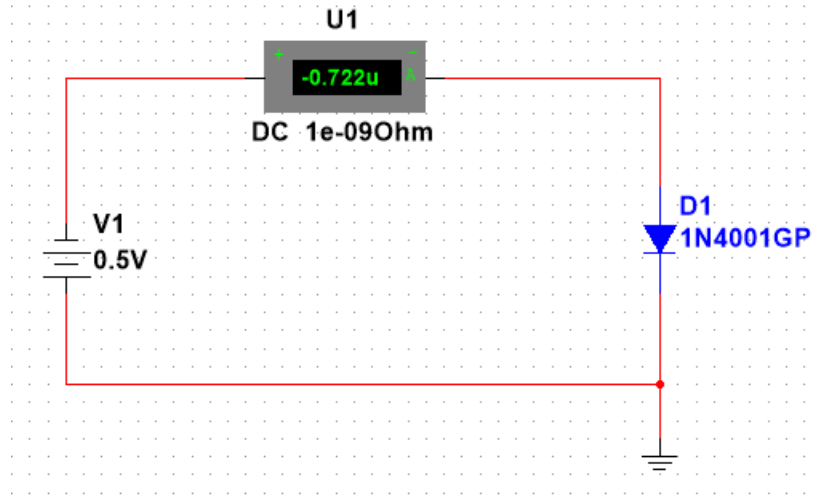 U1
+ -
-0.722u A
DC 1e-09Ohm
V1
0.5V
D1
1N4001GP